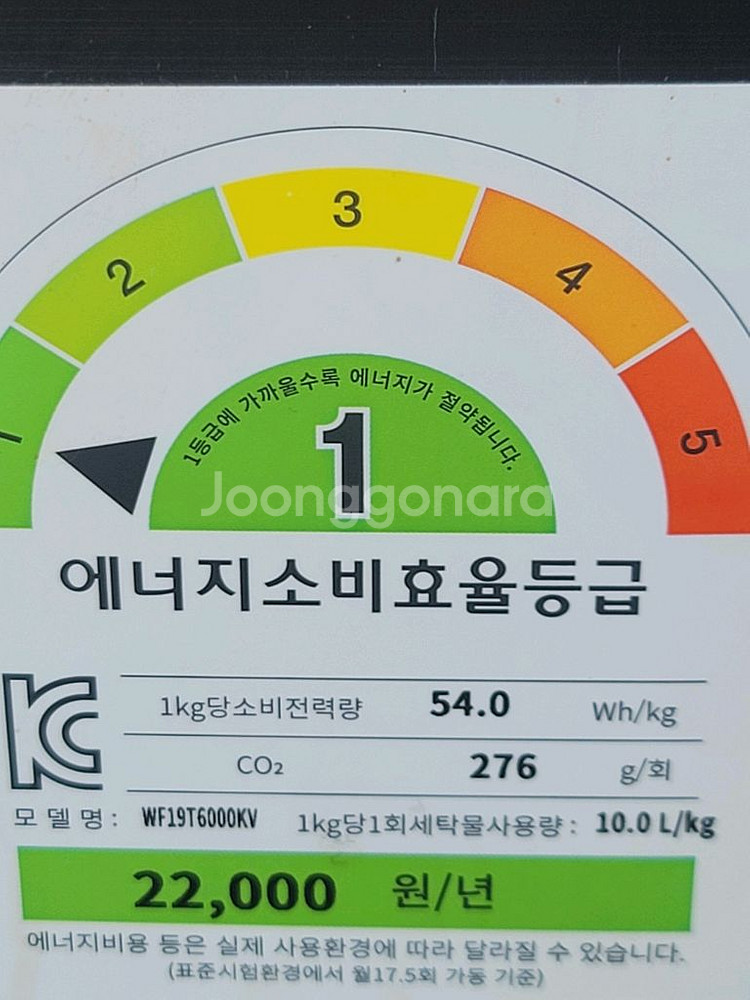 1
2
3
4
5
1등급에 가까울수록 에너지가 절약됩니다.
1
Joonggonara
에너지소비효율등급
1kg당소비전력량 54.0 Wh/kg
CO₂ 276 g/회
모델명: WF19T6000KV 1kg당1회세탁물사용량: 10.0 L/kg
22,000 원/년
에너지비용 등은 실제 사용환경에 따라 달라질 수 있습니다.
(표준시험환경에서 월17.5회 가동 기준)